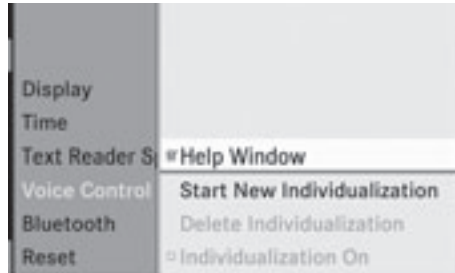 Display
Time
Text Reader S
Voice Control
Bluetooth
Reset
Help Window
Start New Individualization
Delete Individualization
Individualization On